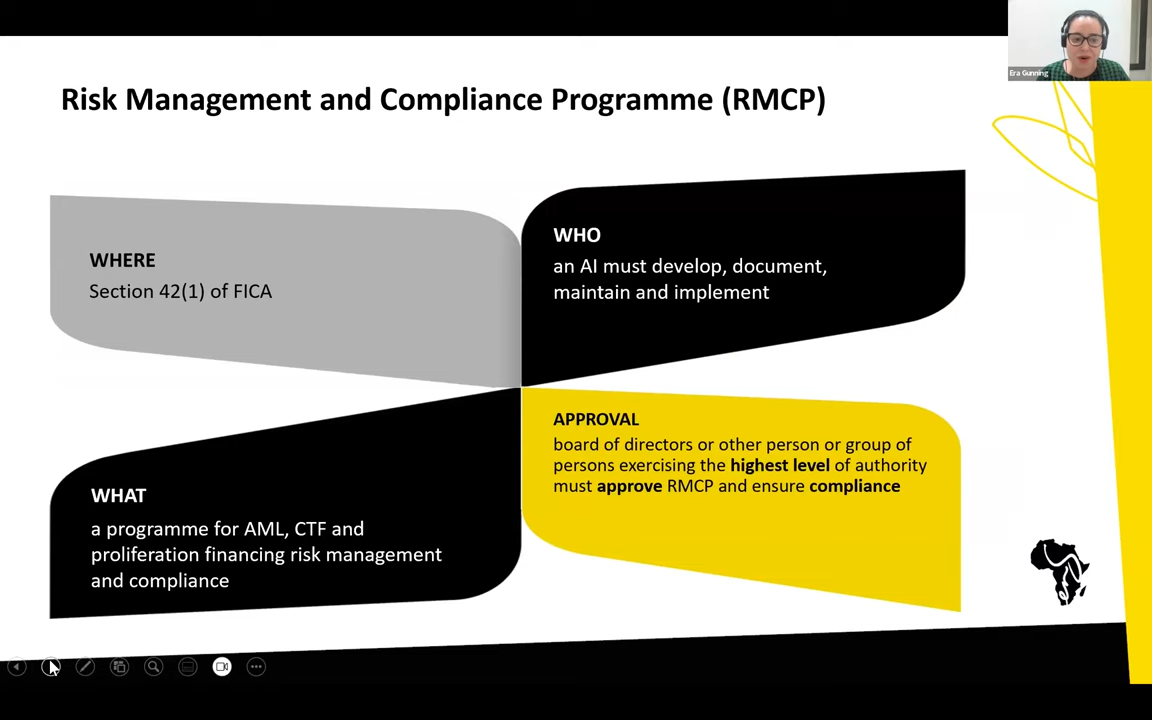 Era Gunning
Risk Management and Compliance Programme (RMCP)
WHERE
Section 42(1) of FICA
WHO
an AI must develop, document,
maintain and implement
WHAT
a programme for AML, CTF and
proliferation financing risk management
and compliance
APPROVAL
board of directors or other person or group of
persons exercising the highest level of authority
must approve RMCP and ensure compliance